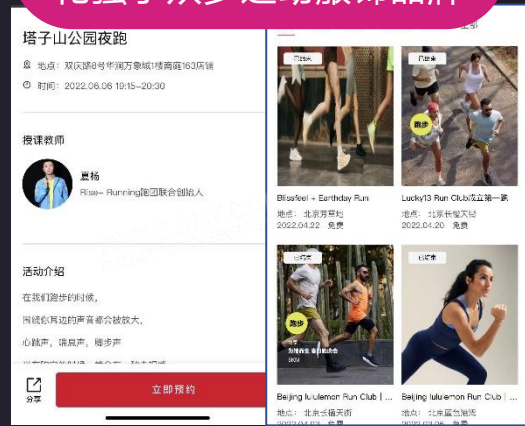 塔子山公园夜跑
地点：双庆路8号华润万象城1楼南庭163店铺
时间：2022.06.06 19:15-20:30
授课教师
夏杨
Rise- Running跑团联合创始人
活动介绍
在我们跑步的时候，
围绕你耳边的声音都会被放大，
心跳声，喘息声，脚步声
分享
立即预约
已结束
Blissfeel + Earthday Run
地点：北京芳草地
2022.04.22 免费
已结束
跑步
Lucky13 Run Club成立第一跑
地点：北京长楹天街
2022.04.20 免费
已结束
跑步
5KM
Beijing lululemon Run Club | ...
地点：北京长楹天街
已结束
Beijing lululemon Run Club | ...
地点：北京蓝色港湾